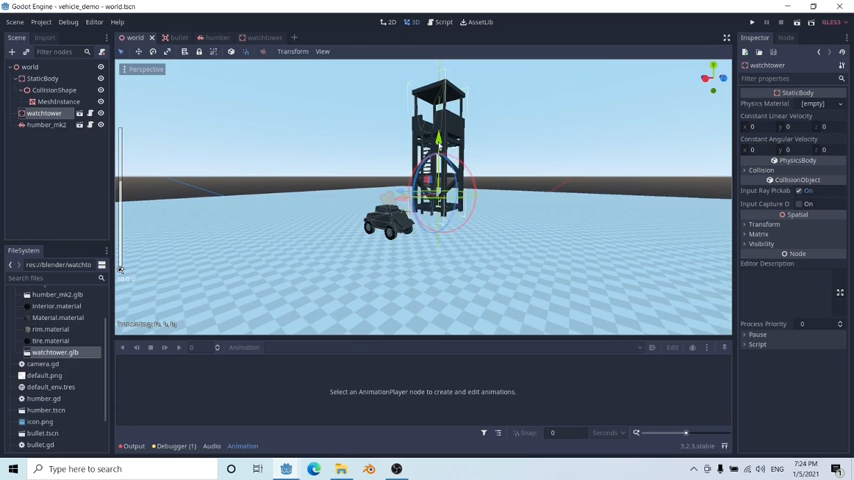 Godot Engine - vehicle_demo - world.tscn
Scene Project Debug Editor Help
2D 3D Script AssetLib
GLES3
Scene Import
Filter nodes
world
StaticBody
CollisionShape
MeshInstance
watchtower
humber_mk2
FileSystem
res://blender/watchto
Search files
humber_mk2.glb
Interior.material
Material.material
rim.material
tire.material
watchtower.glb
camera.gd
default.png
default_env.tres
humber.gd
humber.tscn
icon.png
bullet.tscn
bullet.gd
world bullet humber watchtower
Transform View
Perspective
0 Animation Edit
Select an AnimationPlayer node to create and edit animations.
Snap: 0 Seconds
Output Debugger (1) Audio Animation 3.2.3.stable
Inspector Node
watchtower
Filter properties
StaticBody
Physics Material [empty]
Constant Linear Velocity
x 0 y 0 z 0
Constant Angular Velocity
x 0 y 0 z 0
PhysicsBody
Collision
CollisionObject
Input Ray Pickab On
Input Capture O On
Spatial
Transform
Matrix
Visibility
Node
Editor Description
Process Priority 0
Pause
Script
Type here to search
7:24 PM
1/5/2021